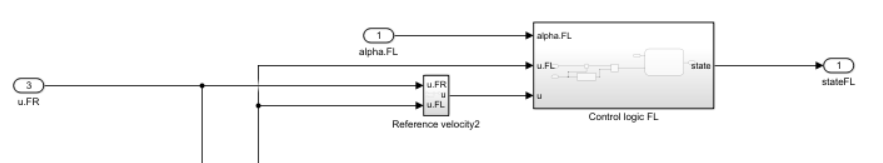 1
alpha.FL
alpha.FL
u.FL
state
1
stateFL
3
u.FR
u.FR
u
u.FL
u
Reference velocity2
Control logic FL